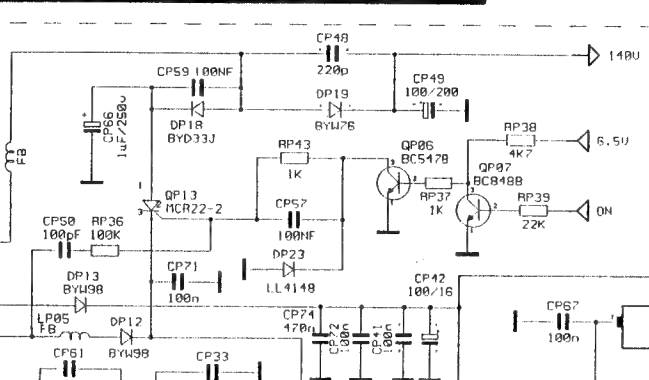 CP48
220p
140V
CP59 100NF
CP49
100/200
CP66
1uF/250v
DP18
BYD33J
DP19
BYW76
FB
RP43
1K
QP06
BC547B
RP38
4K7
6.5V
QP07
BC848B
RP37
1K
RP39
22K
ON
1
QP13
2
3
MCR22-2
CP57
100NF
CP50
100pF
RP36
100K
DP23
LL4148
CP71
100n
DP13
BYW98
CP42
100/16
LP05
FB
DP12
BYW98
CP74
470n
CP72
100n
CP41
100n
CP67
100n
CP61
CP33